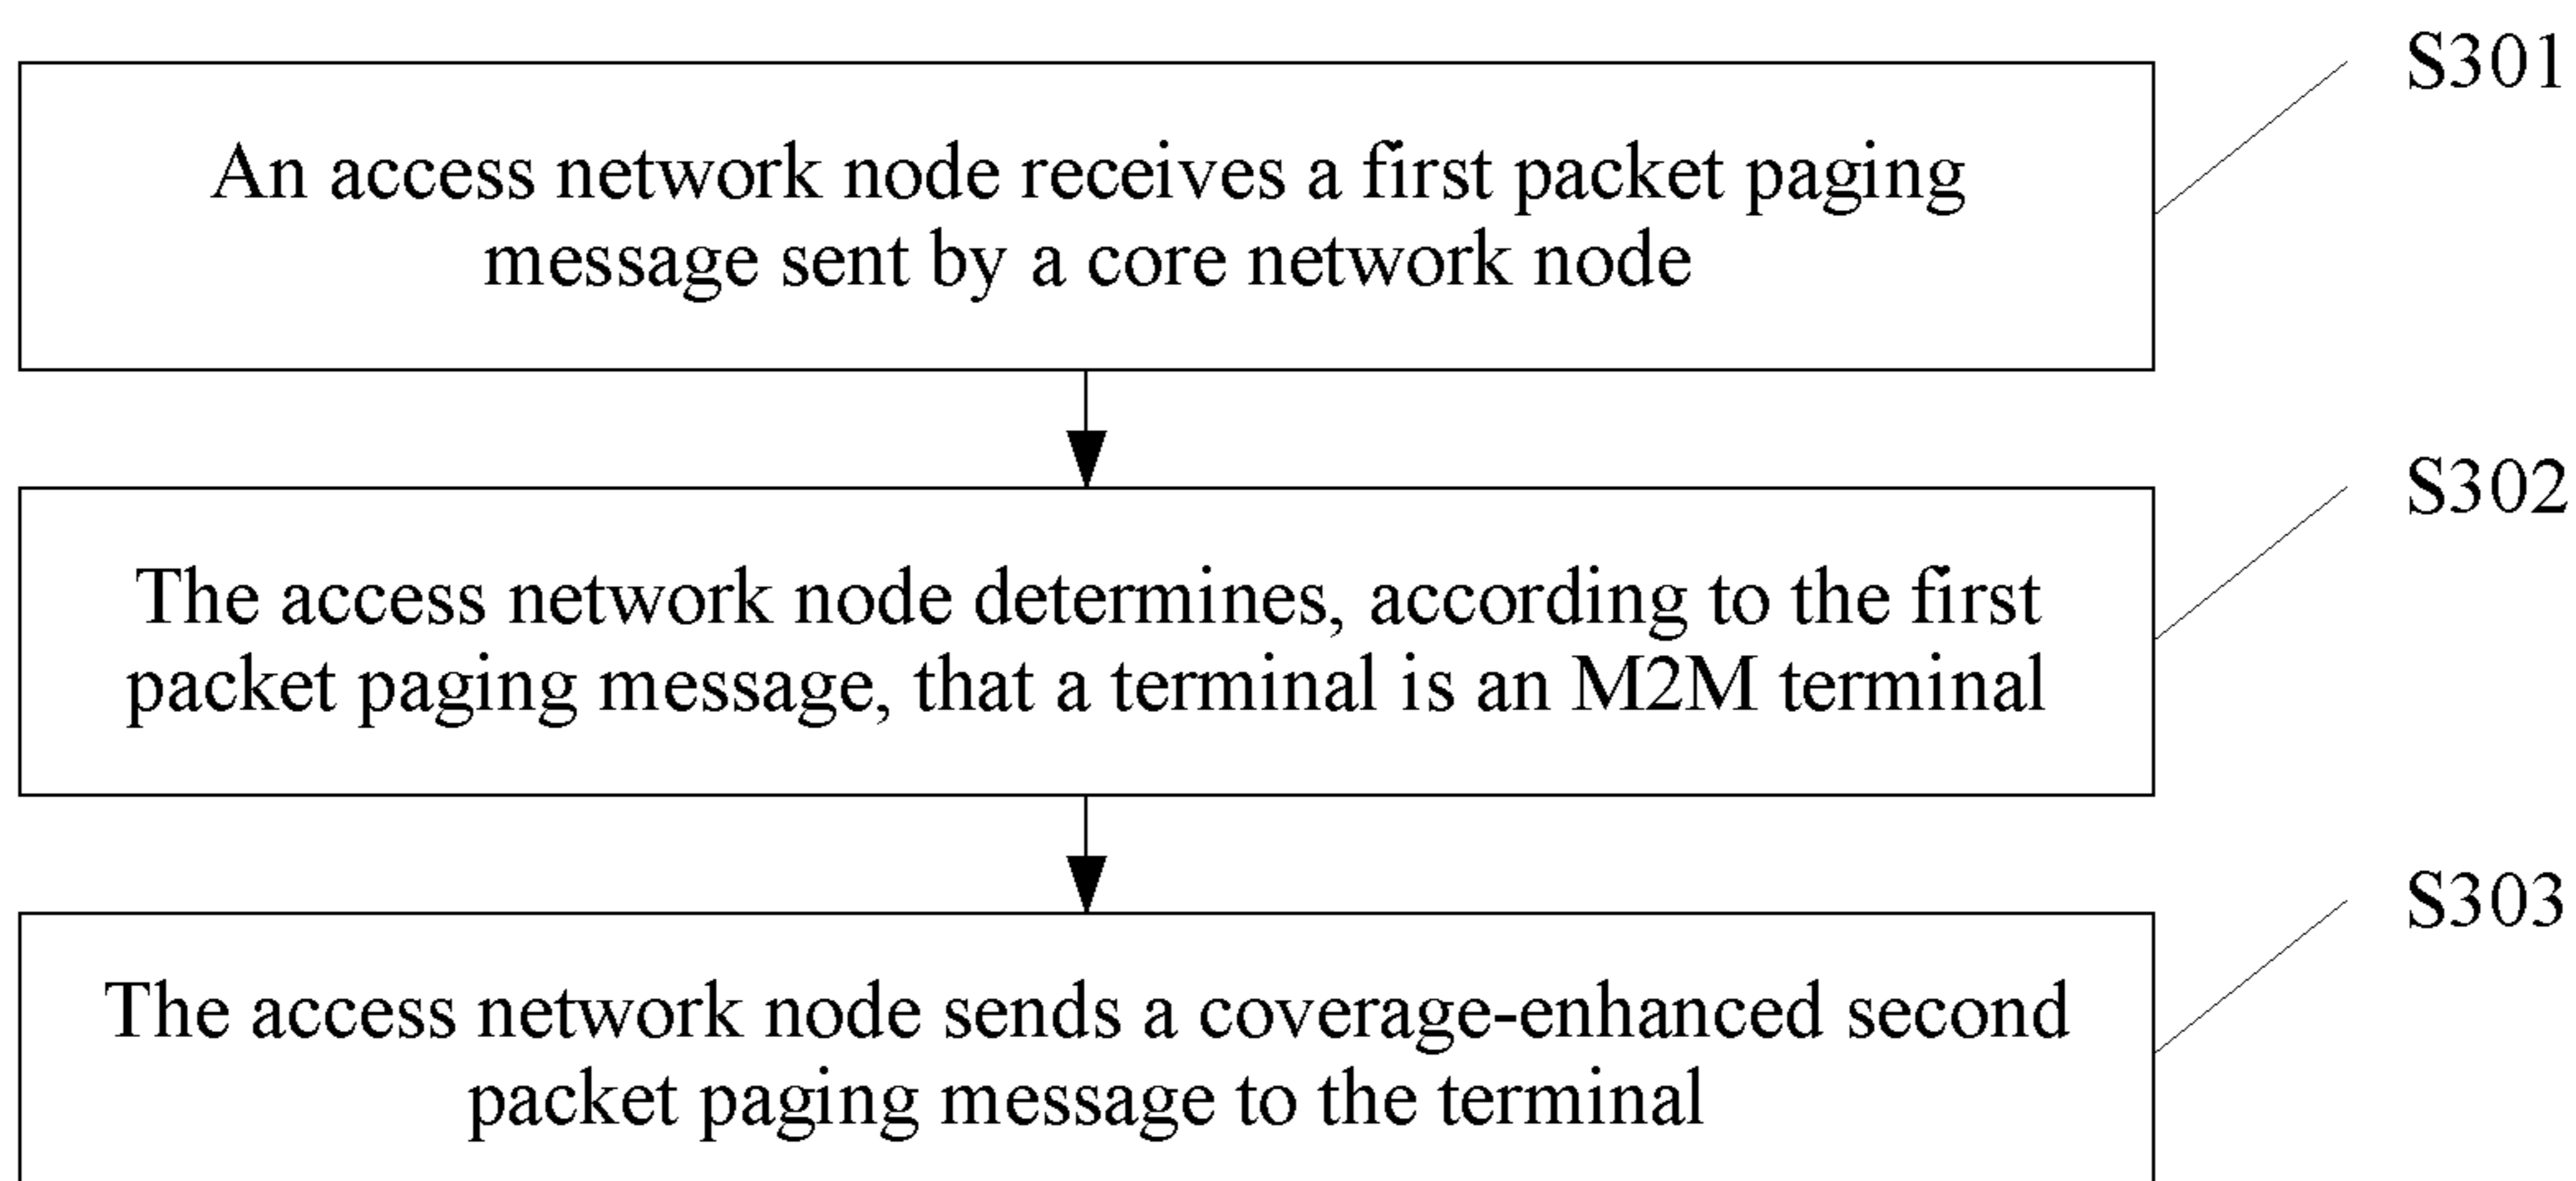 S301
An access network node receives a first packet paging
message sent by a core network node
S302
The access network node determines, according to the first
packet paging message, that a terminal is an M2M terminal
S303
The access network node sends a coverage-enhanced second
packet paging message to the terminal